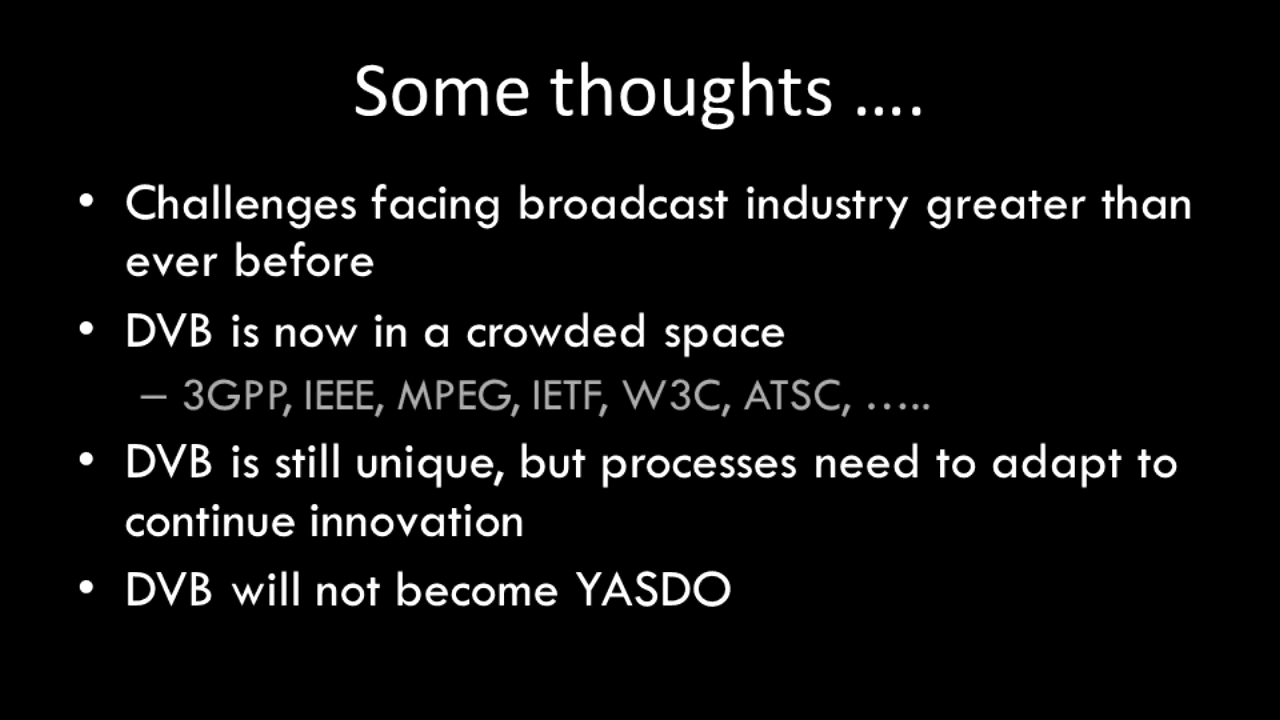 Some thoughts ....
• Challenges facing broadcast industry greater than
ever before
• DVB is now in a crowded space
– 3GPP, IEEE, MPEG, IETF, W3C, ATSC, .....
• DVB is still unique, but processes need to adapt to
continue innovation
• DVB will not become YASDO